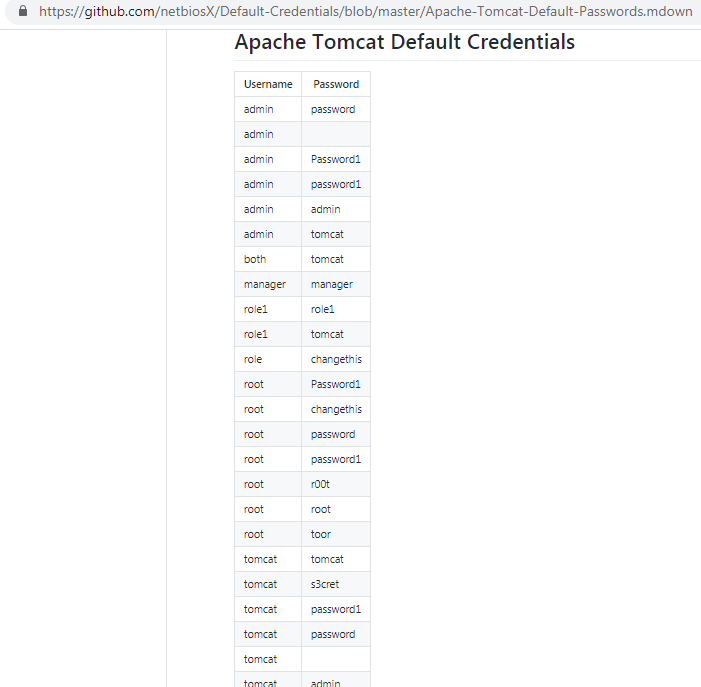 https://github.com/netbiosX/Default-Credentials/blob/master/Apache-Tomcat-Default-Passwords.mdown
Apache Tomcat Default Credentials
Username Password
admin password
admin
admin Password1
admin password1
admin admin
admin tomcat
both tomcat
manager manager
role1 role1
role1 tomcat
role changethis
root Password1
root changethis
root password
root password1
root r00t
root root
root toor
tomcat tomcat
tomcat s3cret
tomcat password1
tomcat password
tomcat
tomcat admin